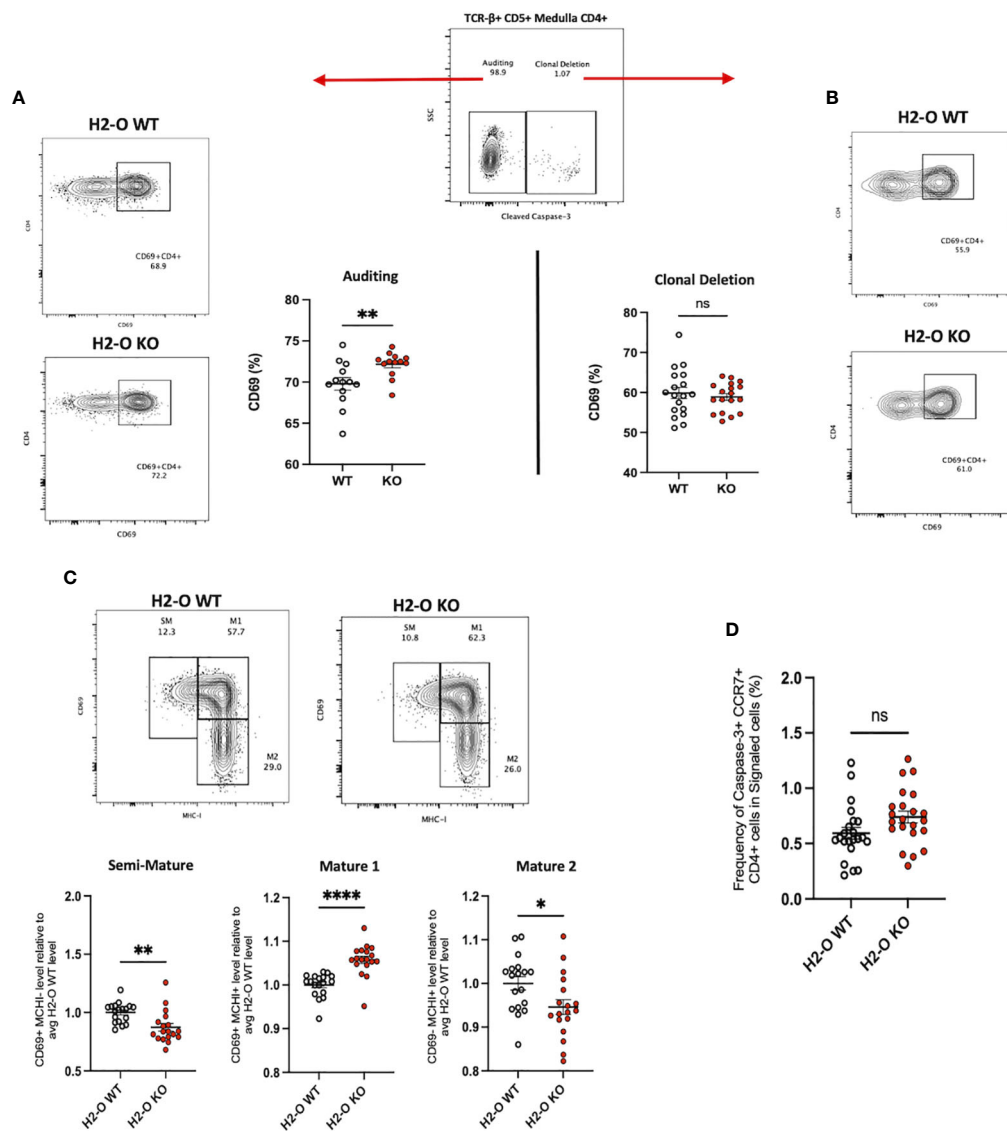 TCR-β+ CD5+ Medulla CD4+
Auditing
98.9
Clonal Deletion
1.07
SSC
Cleaved Caspase-3
A
H2-O WT
CD4
CD69+CD4+
68.9
CD69
H2-O KO
CD4
CD69+CD4+
72.2
CD69
Auditing
**
CD69 (%)
80
75
70
65
60
WT
KO
Clonal Deletion
ns
CD69 (%)
80
70
60
50
40
WT
KO
B
H2-O WT
CD4
CD69+CD4+
55.9
CD69
H2-O KO
CD4
CD69+CD4+
61.0
CD69
C
H2-O WT
SM
12.3
M1
57.7
M2
29.0
CD69
MHC-I
H2-O KO
SM
10.8
M1
62.3
M2
26.0
CD69
MHC-I
Semi-Mature
**
CD69+ MCHI- level relative to
avg H2-O WT level
2.0
1.5
1.0
0.5
H2-O WT
H2-O KO
Mature 1
****
CD69+ MCHI+ level relative to
avg H2-O WT level
1.2
1.1
1.0
0.9
0.8
H2-O WT
H2-O KO
Mature 2
*
CD69- MCHI+ level relative to
avg H2-O WT level
1.2
1.1
1.0
0.9
0.8
H2-O WT
H2-O KO
D
Frequency of Caspase-3+ CCR7+
CD4+ cells in Signaled cells (%)
2.0
1.5
1.0
0.5
0.0
ns
H2-O WT
H2-O KO